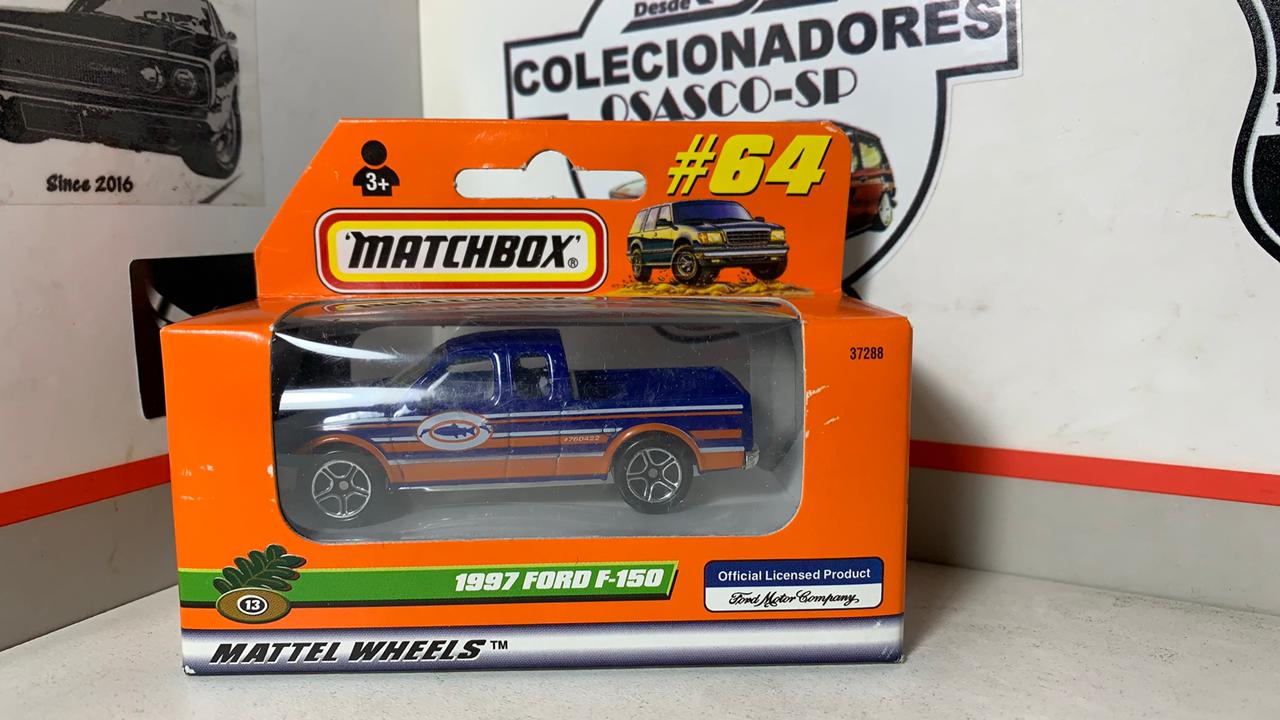 Desde
COLECIONADORES
OSASCO-SP
Since 2016
3+
#64
'MATCHBOX'®
37288
#760422
1997 FORD F-150
13
Official Licensed Product
Ford Motor Company
MATTEL WHEELS™